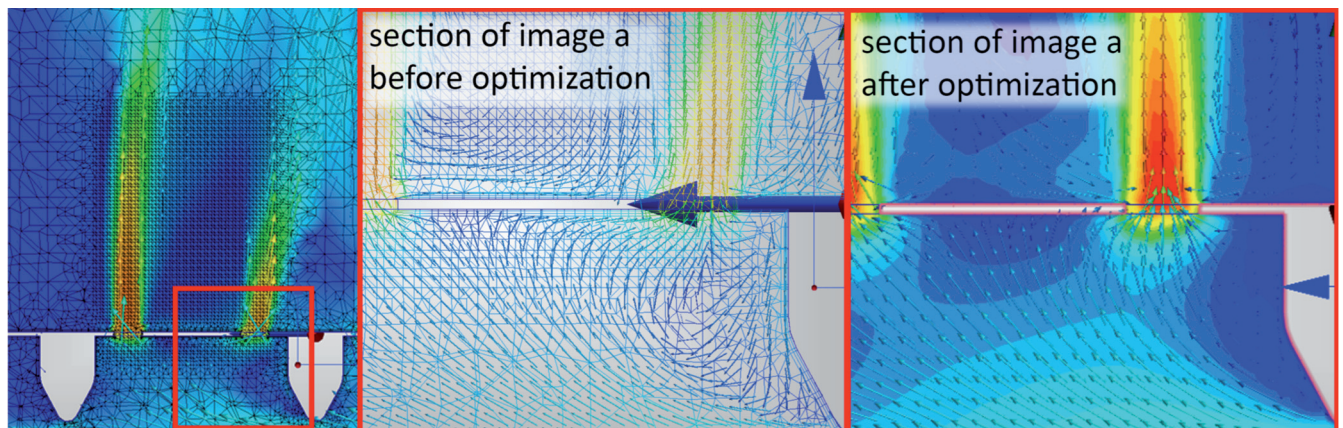 section of image a
before optimization
section of image a
after optimization